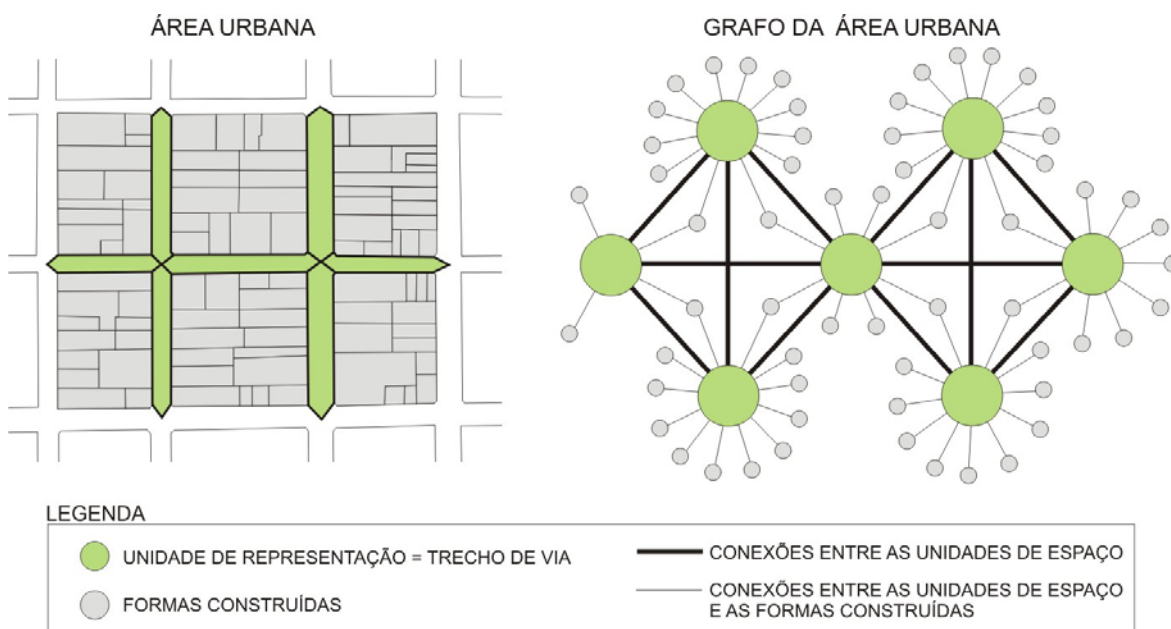 ÁREA URBANA
GRAFO DA ÁREA URBANA
LEGENDA
UNIDADE DE REPRESENTAÇÃO = TRECHO DE VIA
FORMAS CONSTRUÍDAS
CONEXÕES ENTRE AS UNIDADES DE ESPAÇO
CONEXÕES ENTRE AS UNIDADES DE ESPAÇO
E AS FORMAS CONSTRUÍDAS